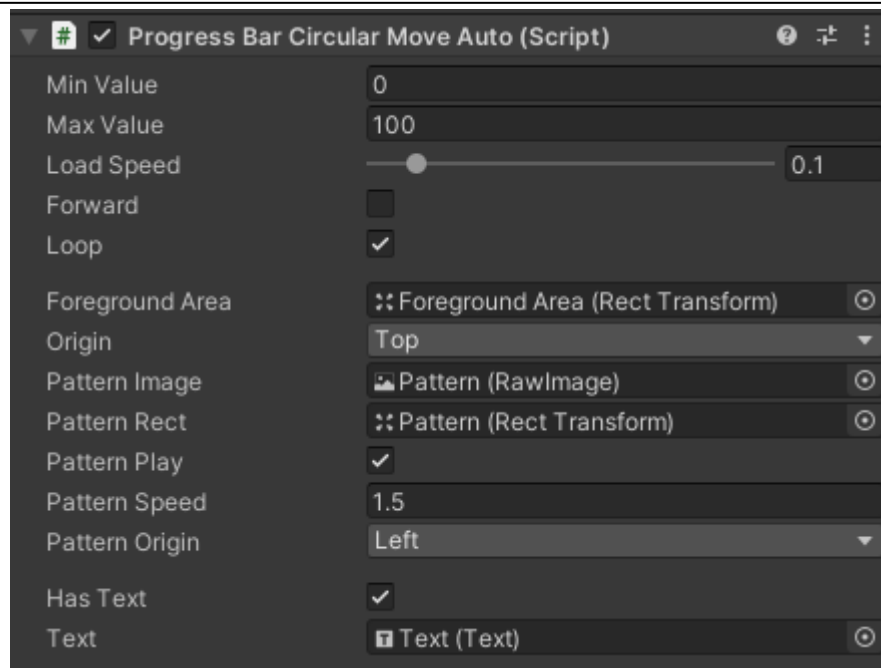 # Progress Bar Circular Move Auto (Script)
Min Value 0
Max Value 100
Load Speed 0.1
Forward
Loop
Foreground Area Foreground Area (Rect Transform)
Origin Top
Pattern Image Pattern (RawImage)
Pattern Rect Pattern (Rect Transform)
Pattern Play
Pattern Speed 1.5
Pattern Origin Left
Has Text
Text Text (Text)